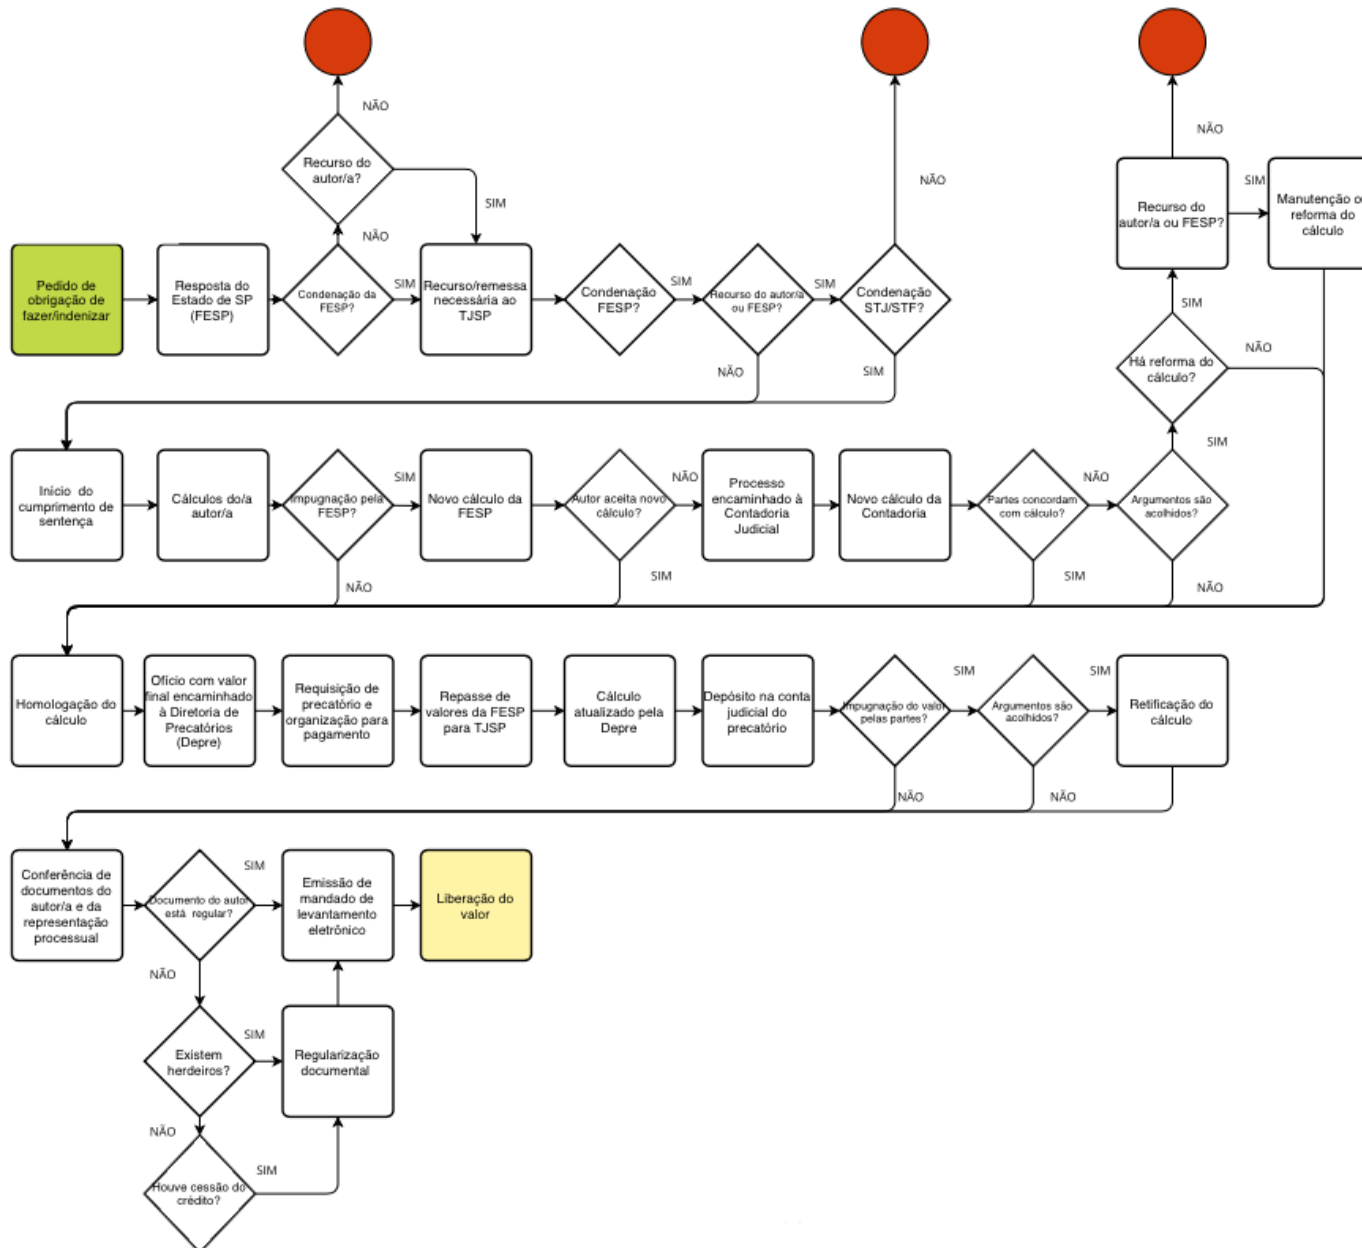 NÃO
NÃO
Recurso do
autor/a?
SIM
NÃO
NÃO
Recurso do
autor/a ou FESP?
SIM
Manutenção ou
reforma do
cálculo
Pedido de
obrigação de
fazer/indenizar
Resposta do
Estado de SP
(FESP)
NÃO
Condenação da
FESP?
SIM
Recurso/remessa
necessária ao
TJSP
Condenação
FESP?
SIM
Recurso do autor/a
ou FESP?
SIM
Condenação
STJ/STF?
NÃO
SIM
SIM
Há reforma do
cálculo?
NÃO
SIM
Início do
cumprimento de
sentença
Cálculos do/a
autor/a
Impugnação pela
FESP?
SIM
Novo cálculo da
FESP
Autor aceita novo
cálculo?
NÃO
Processo
encaminhado à
Contadoria
Judicial
Novo cálculo da
Contadoria
Partes concordam
com cálculo?
NÃO
Argumentos são
acolhidos?
NÃO
SIM
SIM
NÃO
Homologação do
cálculo
Ofício com valor
final encaminhado
à Diretoria de
Precatórios
(Depre)
Requisição de
precatório e
organização para
pagamento
Repasse de
valores da FESP
para TJSP
Cálculo
atualizado pela
Depre
Depósito na conta
judicial do
precatório
Impugnação do valor
pelas partes?
SIM
Argumentos são
acolhidos?
SIM
Retificação do
cálculo
NÃO
NÃO
Conferência de
documentos do
autor/a e da
representação
processual
Documento do autor
está regular?
SIM
Emissão de
mandado de
levantamento
eletrônico
Liberação do
valor
NÃO
Existem
herdeiros?
SIM
Regularização
documental
NÃO
Houve cessão do
crédito?
SIM